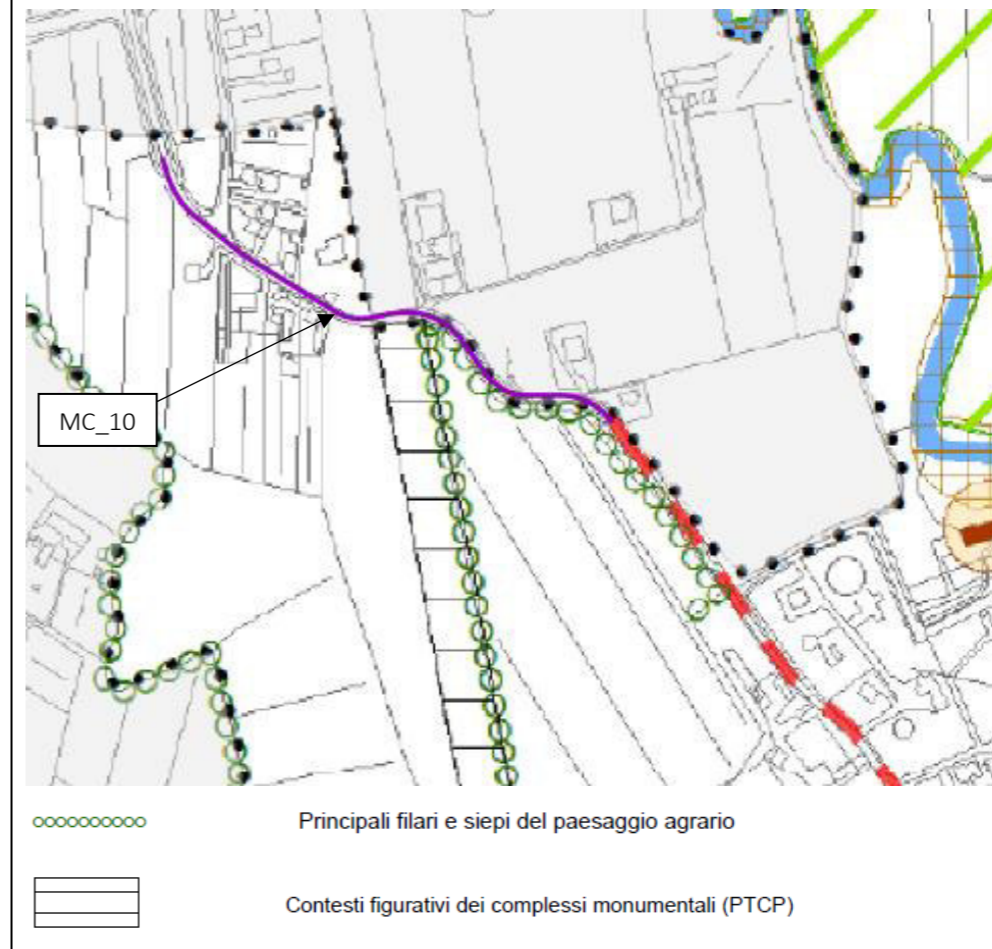 MC_10
Principali filari e siepi del paesaggio agrario
Contesti figurativi dei complessi monumentali (PTCP)